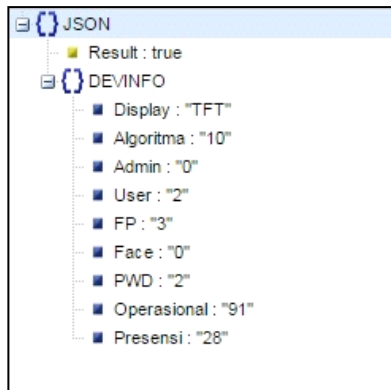 JSON
Result : true
DEVINFO
Display : "TFT"
Algoritma : "10"
Admin : "0"
User : "2"
FP : "3"
Face : "0"
PWD : "2"
Operasional : "91"
Presensi : "28"